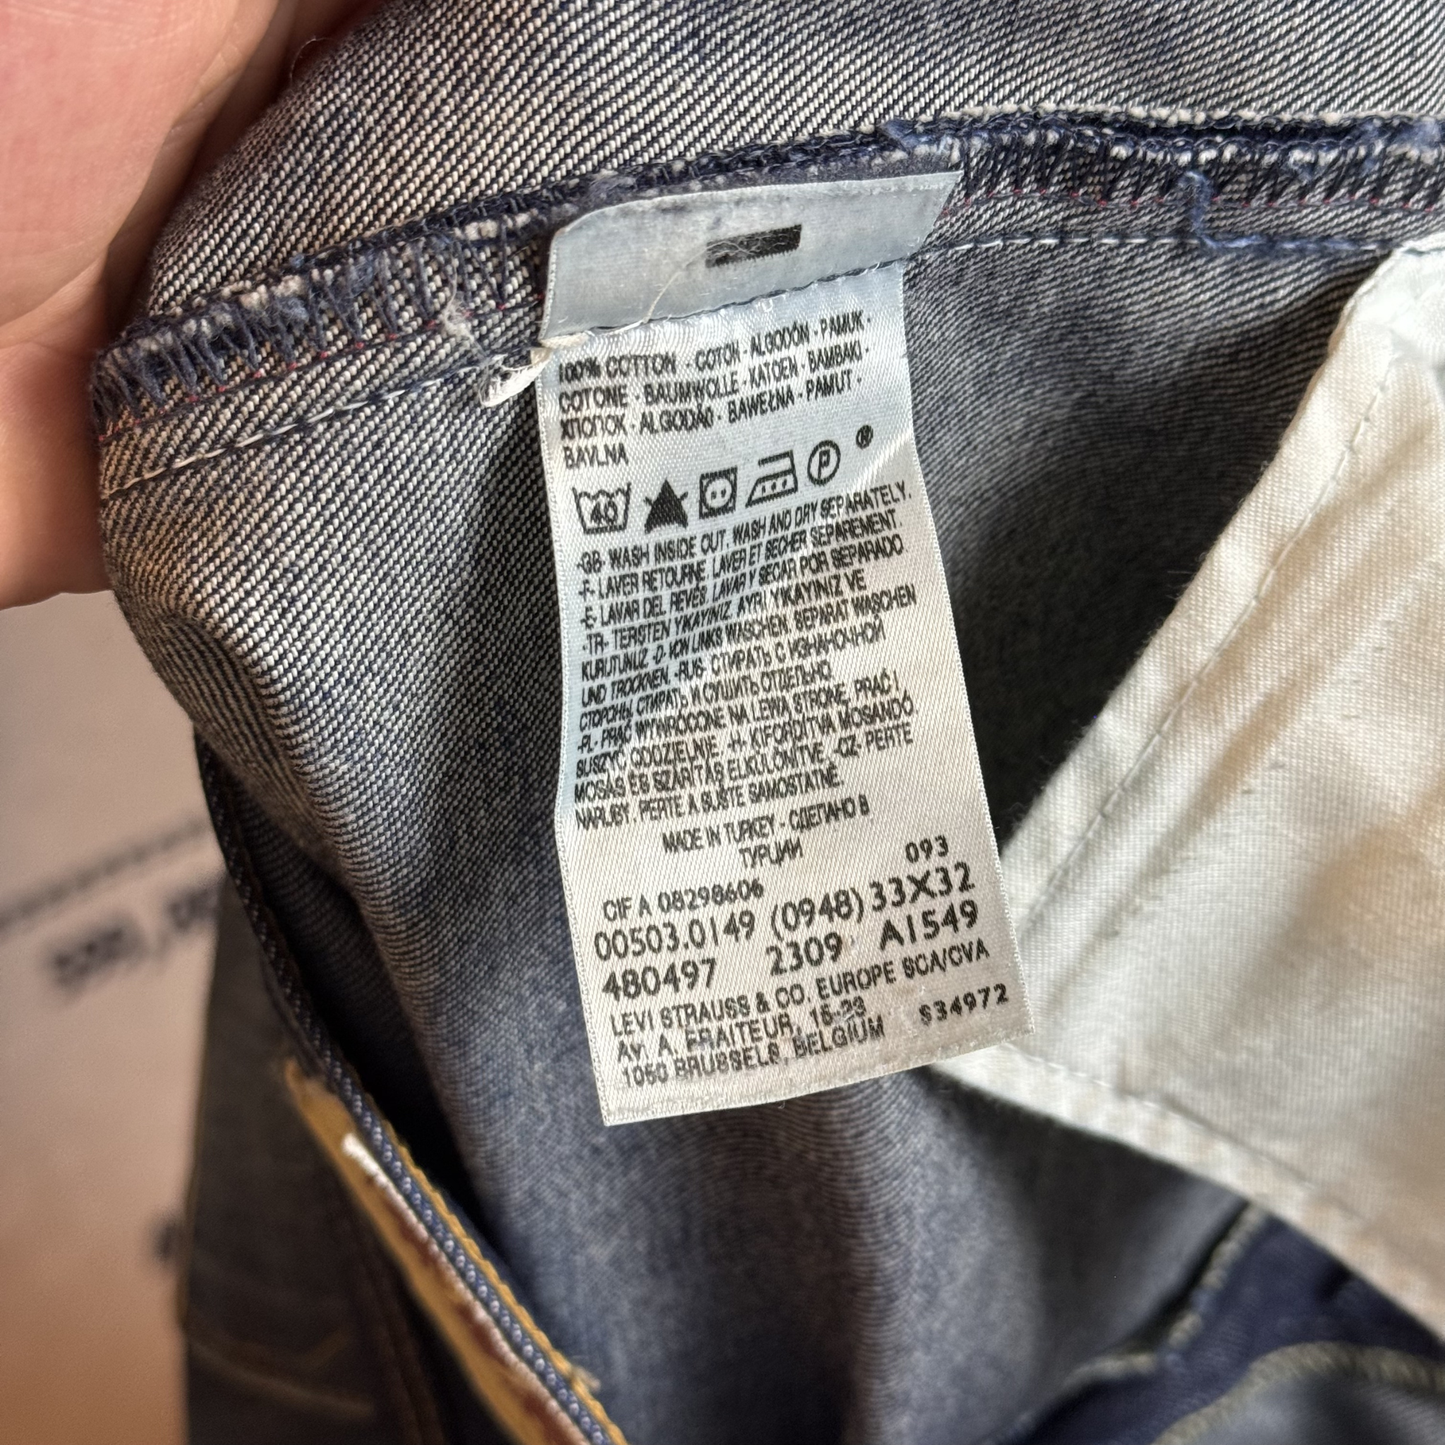 100% COTTON - COTON - ALGODÓN - PAMUK -
COTONE - BAUMWOLLE - KATOEN - BAMBAKI -
ХЛОПОК - ALGODÃO - BAWEŁNA - PAMUT -
BAVLNA
40 P ®
-GB- WASH INSIDE OUT. WASH AND DRY SEPARATELY.
-F- LAVER RETOURNE. LAVER ET SECHER SEPAREMENT.
-E- LAVAR DEL REVÉS. LAVAR Y SECAR POR SEPARADO
-TR- TERSTEN YIKAYINIZ. AYRI YIKAYINIZ VE
KURUTUNUZ. -D- VON LINKS WASCHEN. SEPARAT WASCHEN
UND TROCKNEN. -RUS- СТИРАТЬ С ИЗНАНОЧНОЙ
СТОРОНЫ. СТИРАТЬ И СУШИТЬ ОТДЕЛЬНО
-PL- PRAĆ WYWRÓCONE NA LEWĄ STRONĘ. PRAĆ I
SUSZYĆ ODDZIELNIE. -H- KIFORDÍTVA MOSANDÓ.
MOSÁS ÉS SZÁRÍTÁS ELKÜLÖNÍTVE. -CZ- PERTE
NARUBY. PERTE A SUŠTE SAMOSTATNĚ.
MADE IN TURKEY - СДЕЛАНО В
ТУРЦИИ
093
CIF A 08298606
00503.0149 (0948) 33X32
480497 2309 A1549
LEVI STRAUSS & CO. EUROPE SCA/CVA
AV. A. FRAITEUR, 15-23
1050 BRUSSELS, BELGIUM S34972